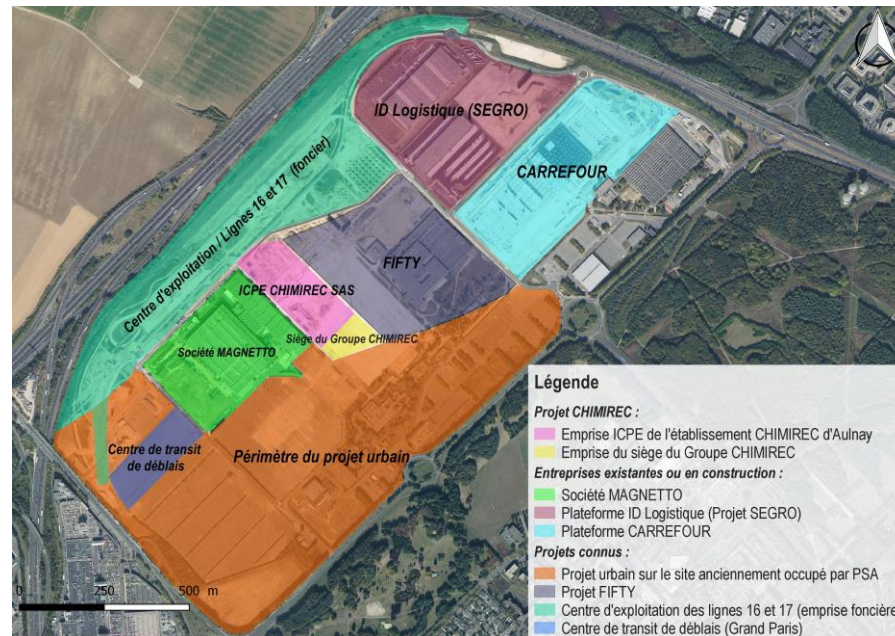 ID Logistique (SEGRO)
CARREFOUR
Centre d'exploitation / Lignes 16 et 17 (foncier)
FIFTY
ICPE CHIMIREC SAS
Siège du Groupe CHIMIREC
Société MAGNETTO
Centre de transit
de déblais
Périmètre du projet urbain
0 250 500 m
Légende
Projet CHIMIREC :
Emprise ICPE de l'établissement CHIMIREC d'Aulnay
Emprise du siège du Groupe CHIMIREC
Entreprises existantes ou en construction :
Société MAGNETTO
Plateforme ID Logistique (Projet SEGRO)
Plateforme CARREFOUR
Projets connus :
Projet urbain sur le site anciennement occupé par PSA
Projet FIFTY
Centre d'exploitation des lignes 16 et 17 (emprise foncière
Centre de transit de déblais (Grand Paris)